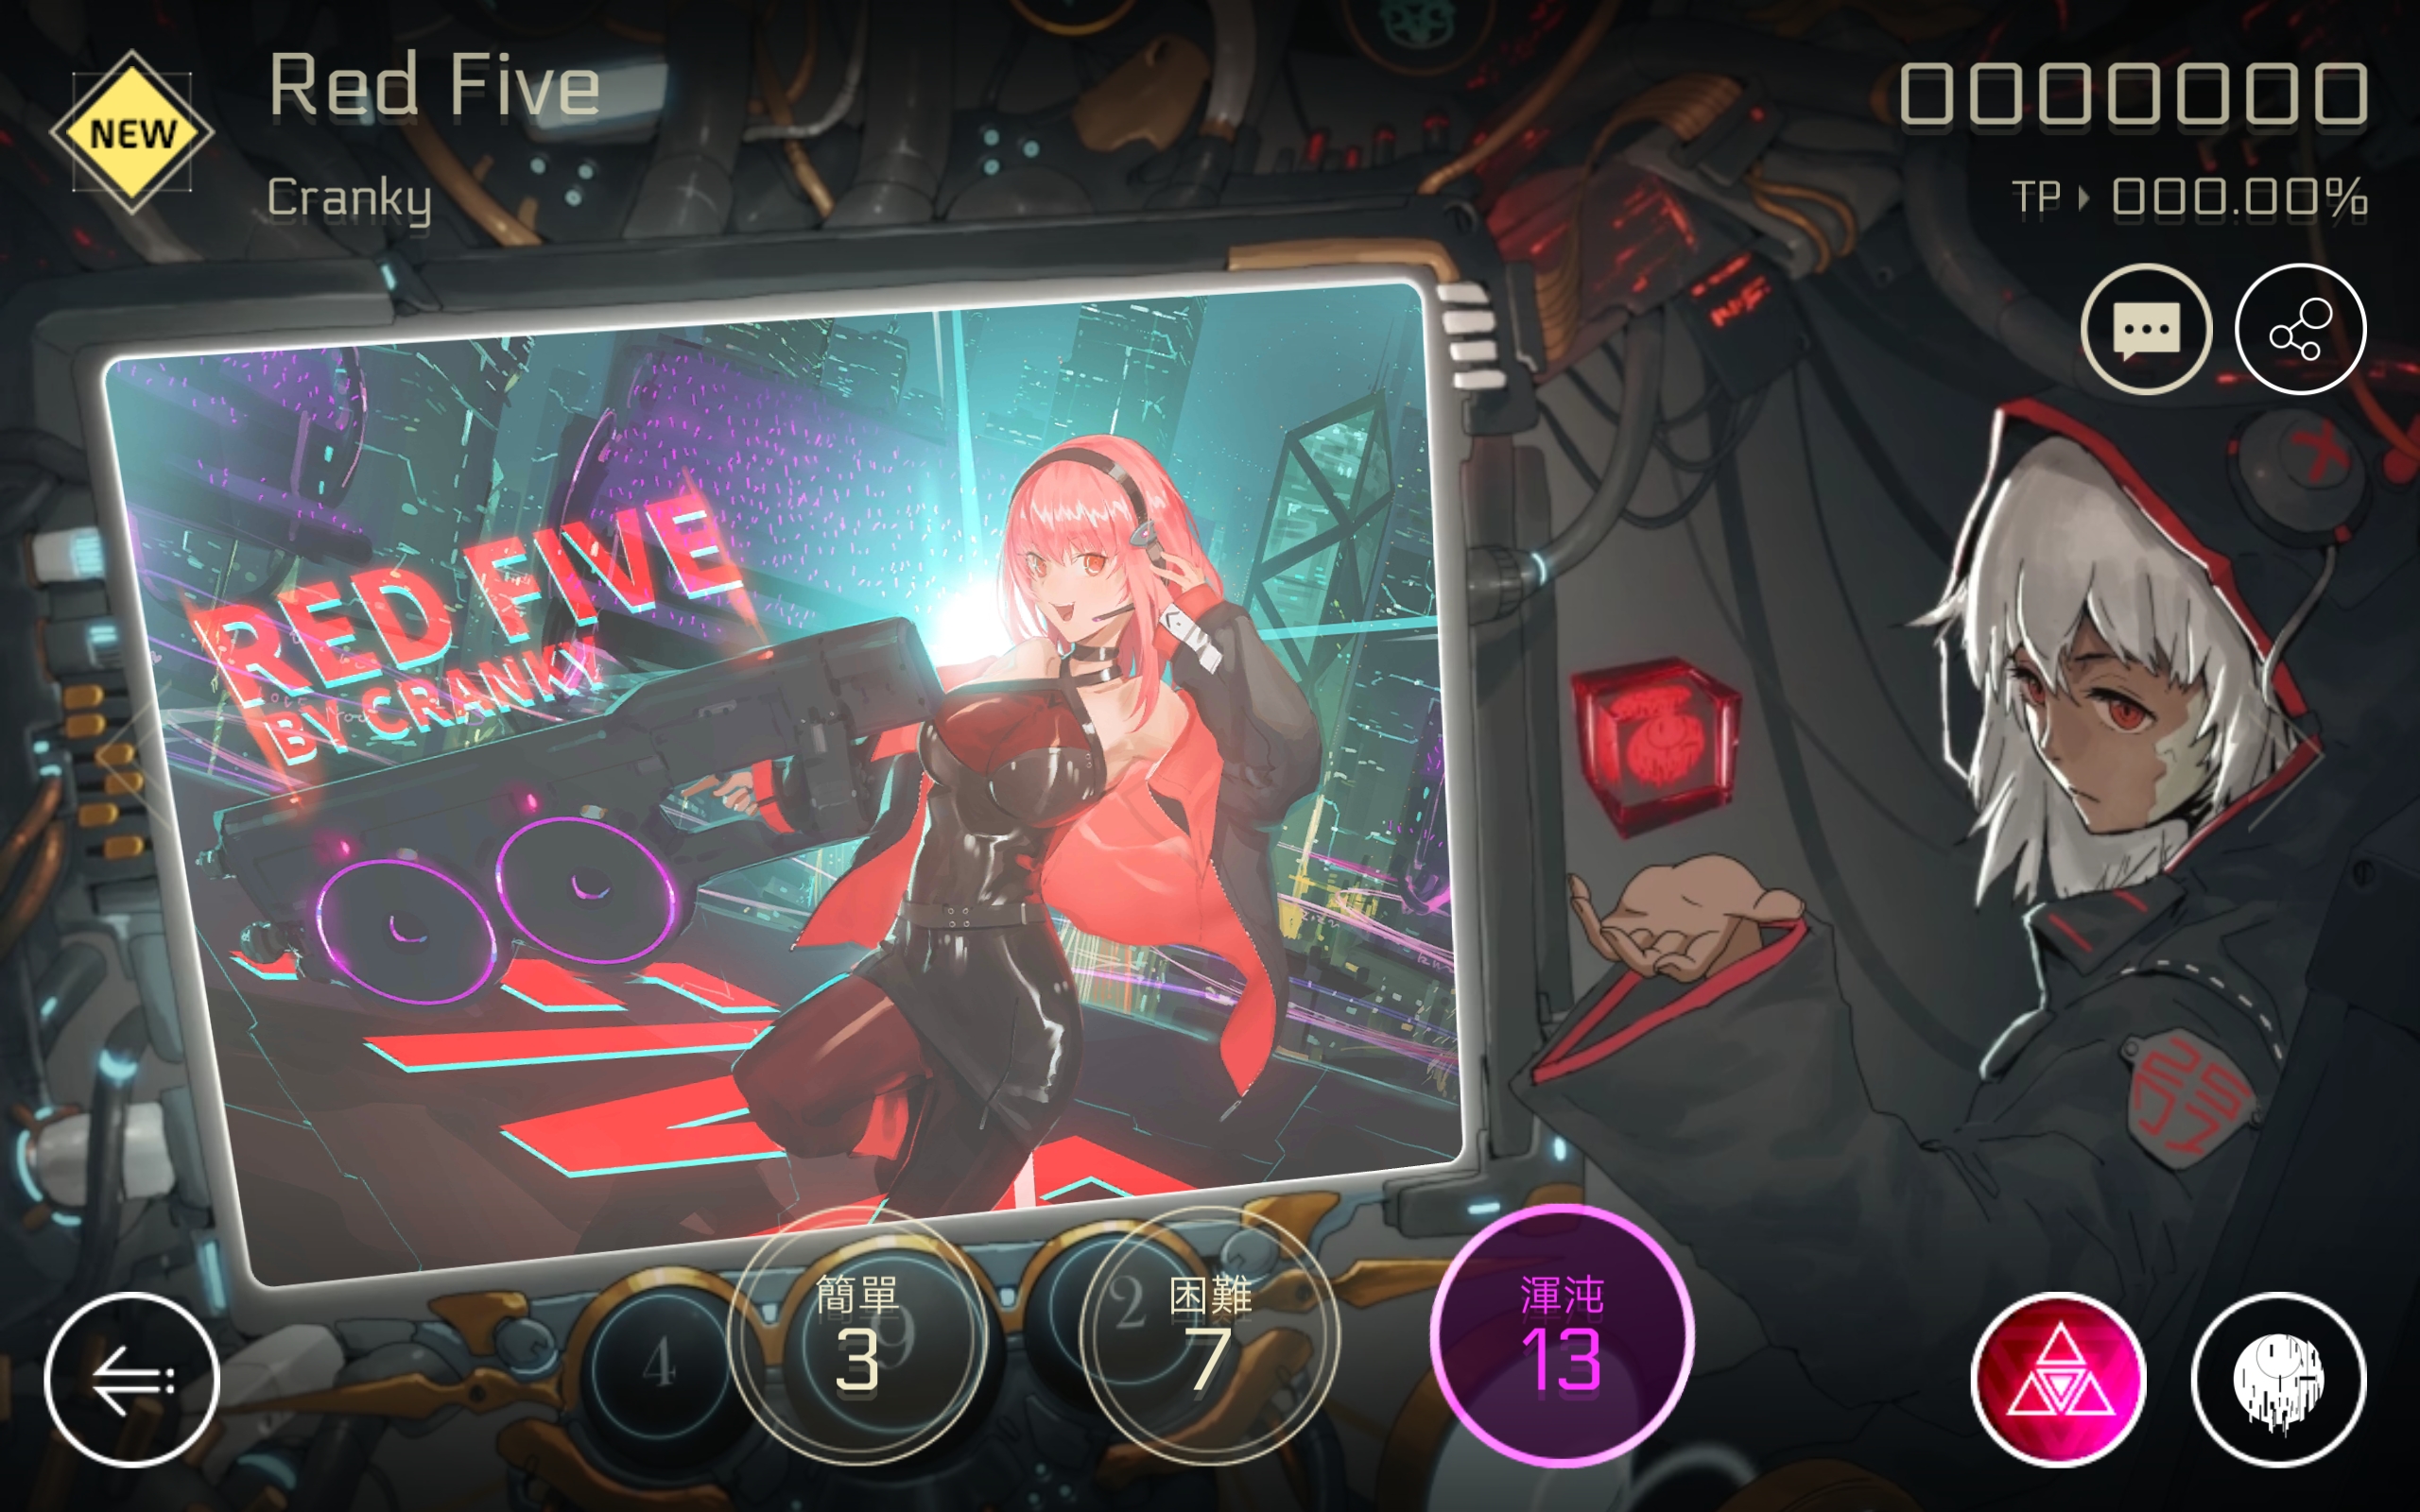 NEW
Red Five
Cranky
0000000
TP 000.00%
RED FIVE
BY CRANKY
簡單
3
困難
7
渾沌
13
4
9
2